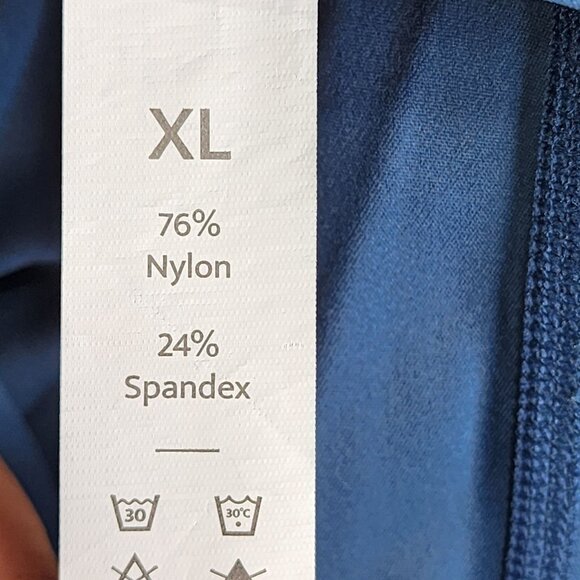 XL
76%
Nylon
24%
Spandex
30 30°C